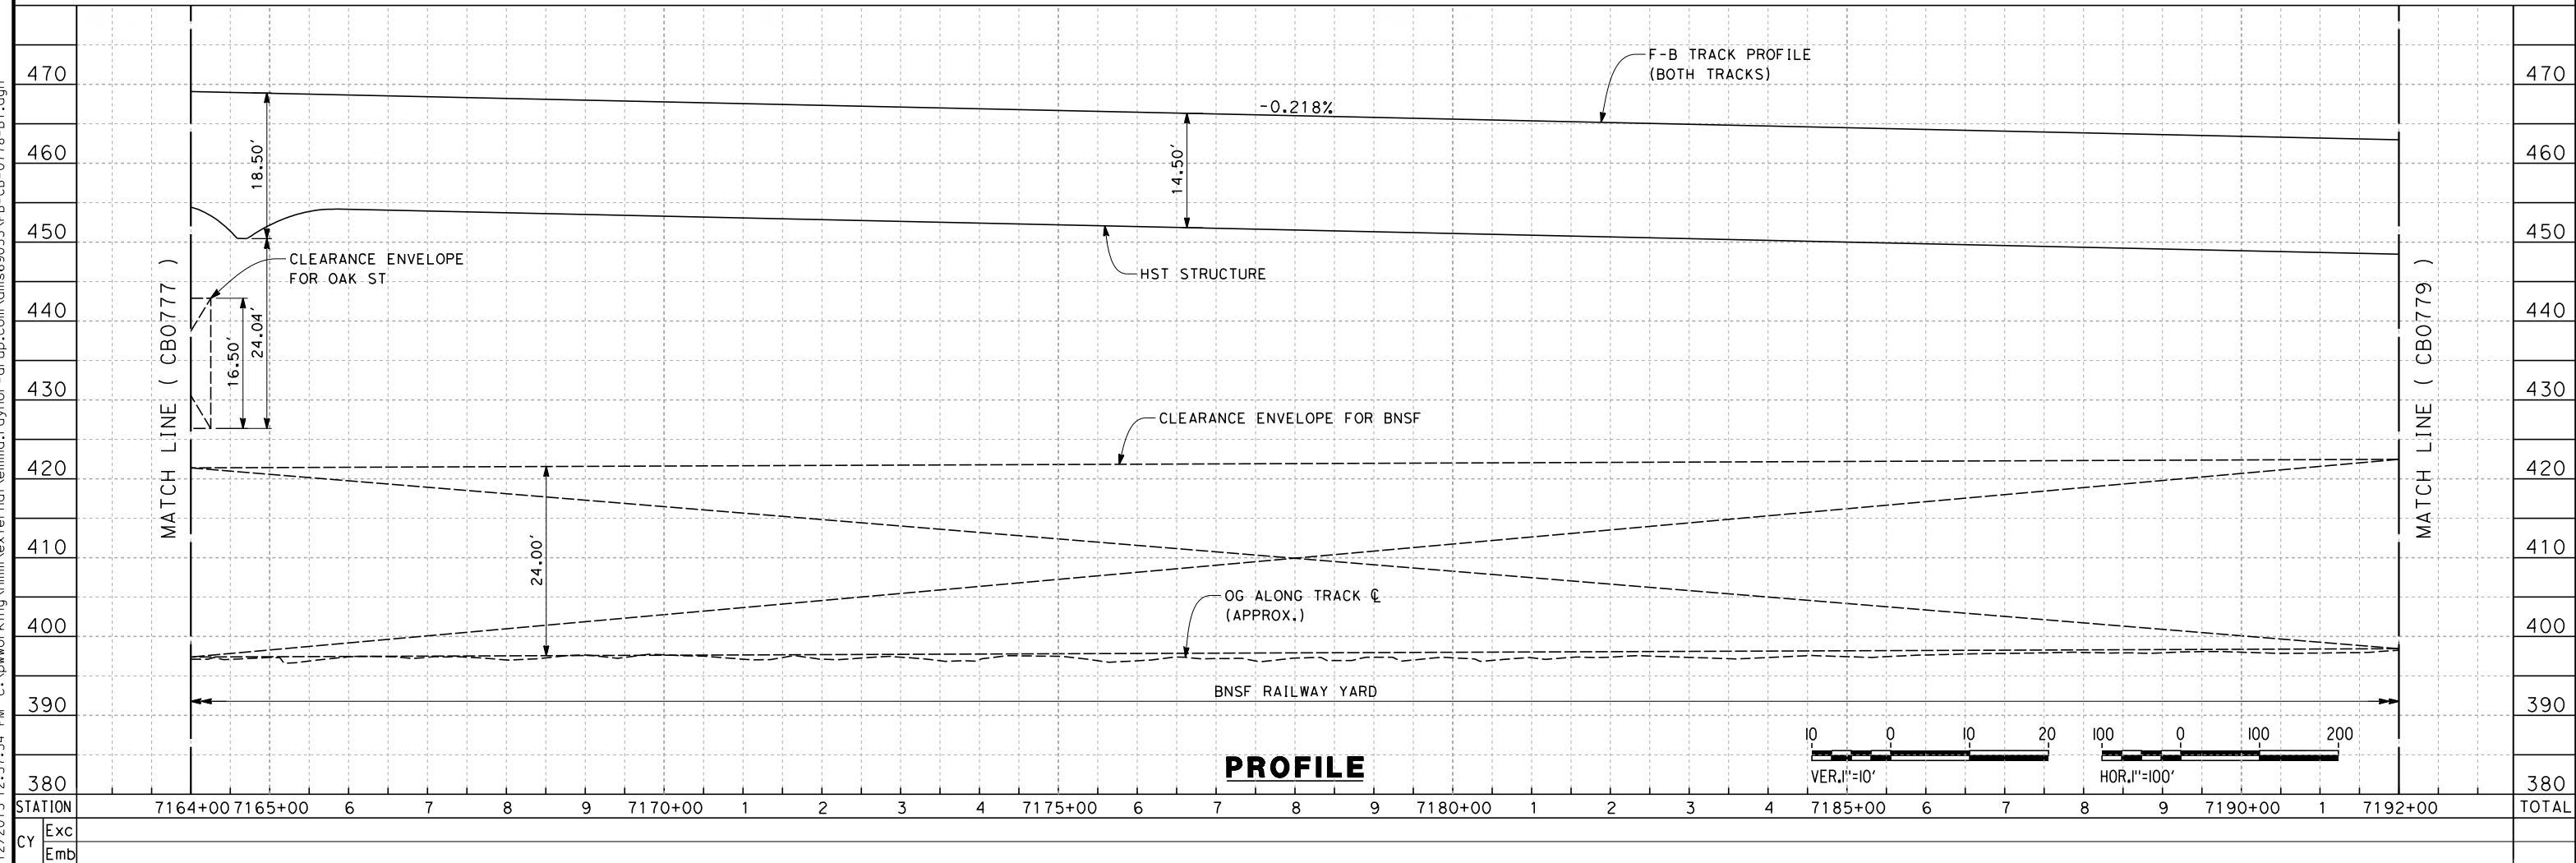 F-B TRACK PROFILE
(BOTH TRACKS)
470
470
-0.218%
18.50'
14.50'
460
460
450
450
CLEARANCE ENVELOPE
FOR OAK ST
HST STRUCTURE
MATCH LINE ( CB0777 )
MATCH LINE ( CB0779 )
440
440
16.50'
24.04'
430
430
CLEARANCE ENVELOPE FOR BNSF
420
420
24.00'
410
410
OG ALONG TRACK ℄
(APPROX.)
400
400
BNSF RAILWAY YARD
390
390
10 0 10 20
100 0 100 200
PROFILE
VER.1"=10'
HOR.1"=100'
380
380
STATION 7164+00 7165+00 6 7 8 9 7170+00 1 2 3 4 7175+00 6 7 8 9 7180+00 1 2 3 4 7185+00 6 7 8 9 7190+00 1 7192+00 TOTAL
CY
Exc
Emb